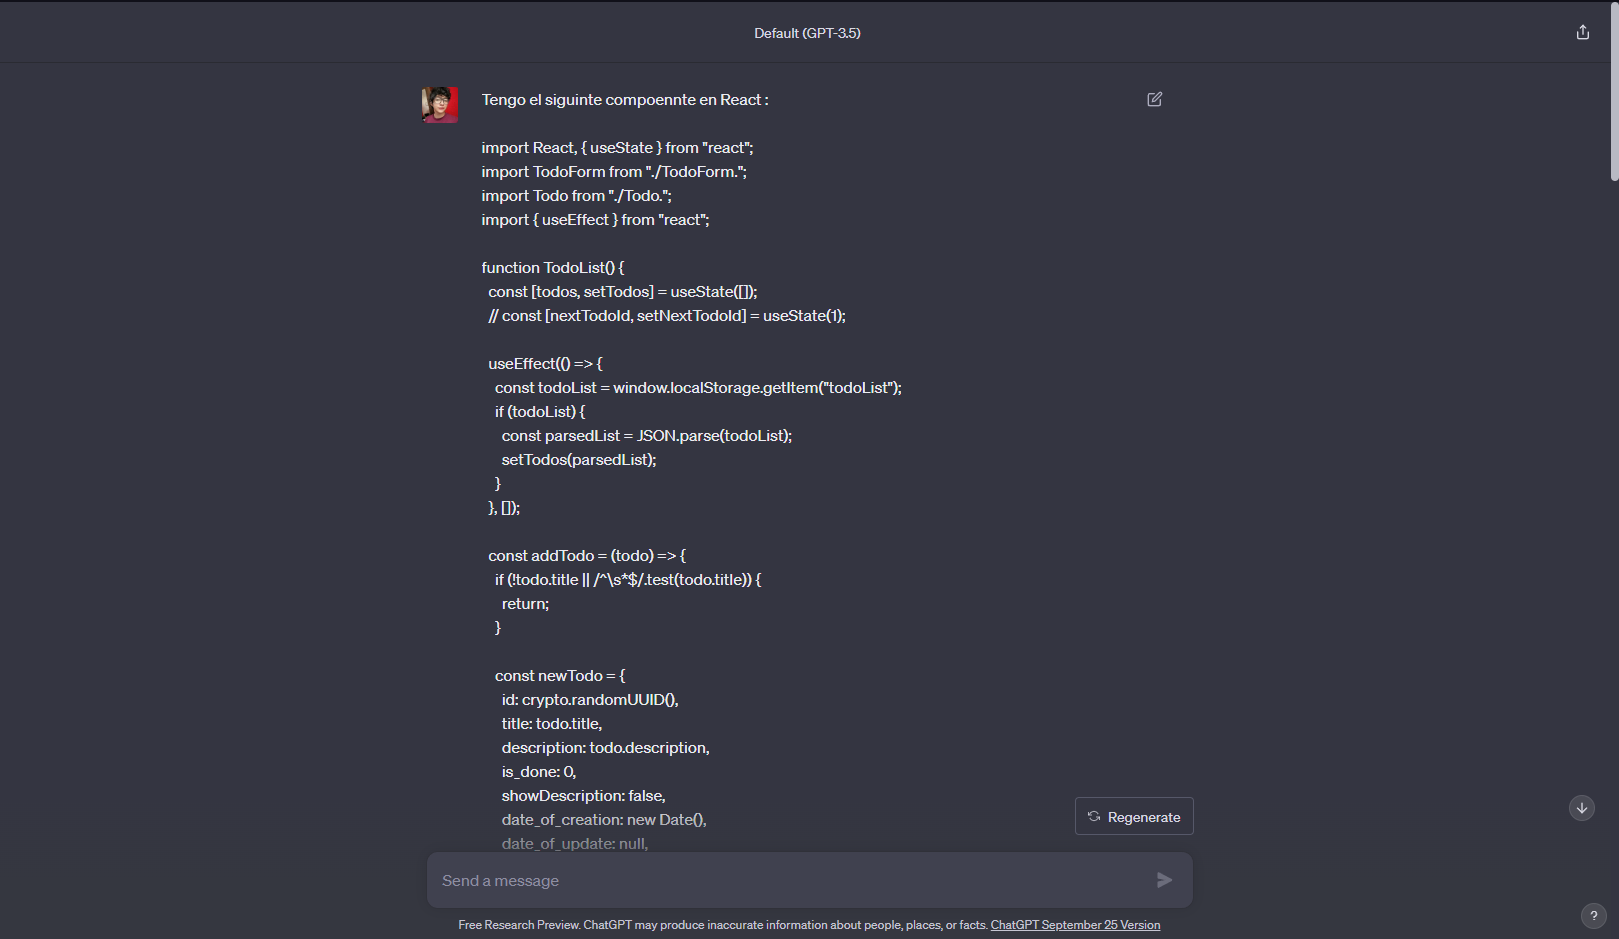 Default (GPT-3.5)
Tengo el siguinte compoennte en React :
import React, { useState } from "react";
import TodoForm from "./TodoForm.";
import Todo from "./Todo.";
import { useEffect } from "react";
function TodoList() {
const [todos, setTodos] = useState([]);
// const [nextTodoId, setNextTodoId] = useState(1);
useEffect(() => {
const todoList = window.localStorage.getItem("todoList");
if (todoList) {
const parsedList = JSON.parse(todoList);
setTodos(parsedList);
}
}, []);
const addTodo = (todo) => {
if (!todo.title || /^\s*$/.test(todo.title)) {
return;
}
const newTodo = {
id: crypto.randomUUID(),
title: todo.title,
description: todo.description,
is_done: 0,
showDescription: false,
date_of_creation: new Date(),
date_of_update: null,
Regenerate
Send a message
Free Research Preview. ChatGPT may produce inaccurate information about people, places, or facts. ChatGPT September 25 Version
?